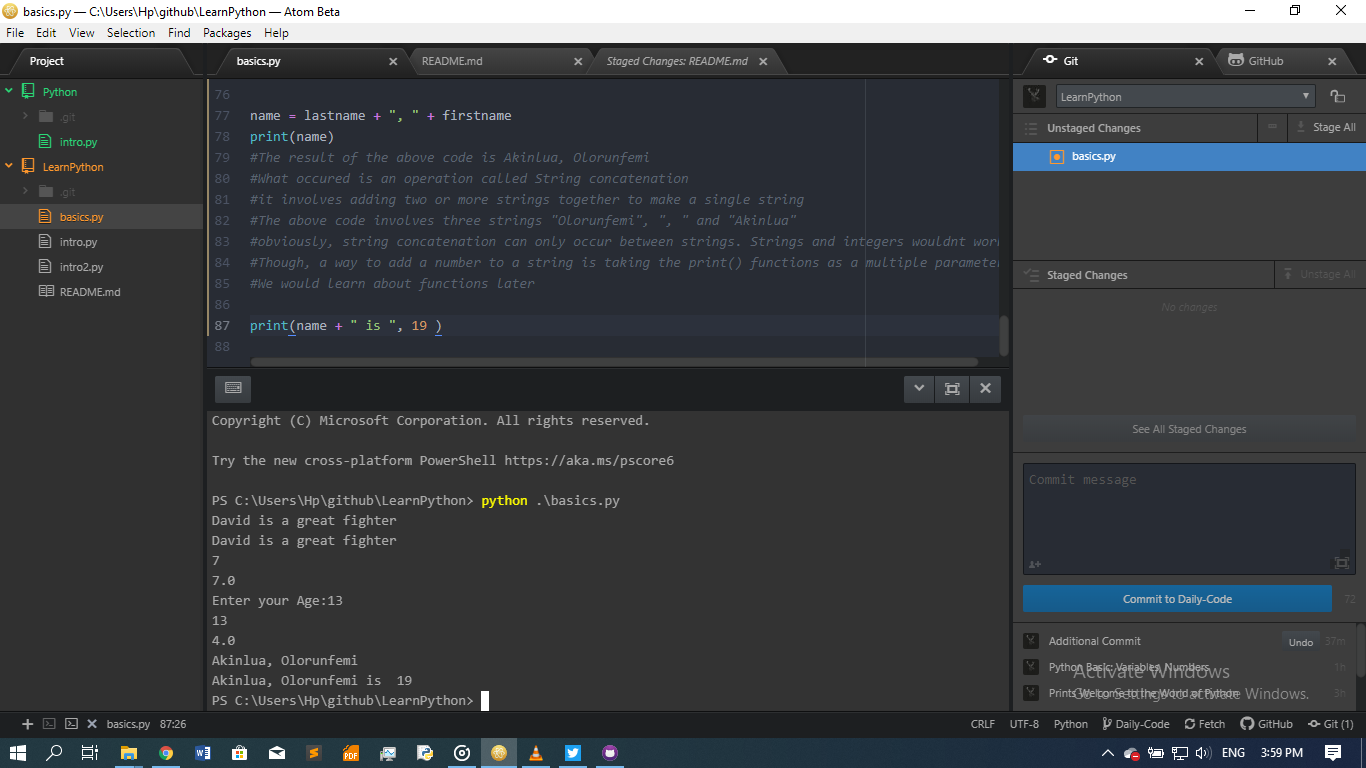 basics.py — C:\Users\Hp\github\LearnPython — Atom Beta
File Edit View Selection Find Packages Help
Project
Python
.git
intro.py
LearnPython
.git
basics.py
intro.py
intro2.py
README.md
basics.py README.md Staged Changes: README.md
76
77 name = lastname + ", " + firstname
78 print(name)
79 #The result of the above code is Akinlua, Olorunfemi
80 #What occured is an operation called String concatenation
81 #it involves adding two or more strings together to make a single string
82 #The above code involves three strings "Olorunfemi", ", " and "Akinlua"
83 #obviously, string concatenation can only occur between strings. Strings and integers wouldnt wor
84 #Though, a way to add a number to a string is taking the print() functions as a multiple parameter
85 #We would learn about functions later
86
87 print(name + " is ", 19 )
88
Copyright (C) Microsoft Corporation. All rights reserved.
Try the new cross-platform PowerShell https://aka.ms/pscore6
PS C:\Users\Hp\github\LearnPython> python .\basics.py
David is a great fighter
David is a great fighter
7
7.0
Enter your Age:13
13
4.0
Akinlua, Olorunfemi
Akinlua, Olorunfemi is  19
PS C:\Users\Hp\github\LearnPython>
Git GitHub
LearnPython
Unstaged Changes Stage All
basics.py
Staged Changes Unstage All
No changes
See All Staged Changes
Commit message
Commit to Daily-Code 72
Additional Commit Undo 37m
Python Basic: Variables, Numbers 1h
Prints Welcome to the World of Python 3h
Activate Windows
Go to Settings to activate Windows.
basics.py 87:26 CRLF UTF-8 Python Daily-Code Fetch GitHub Git (1)
ENG 3:59 PM